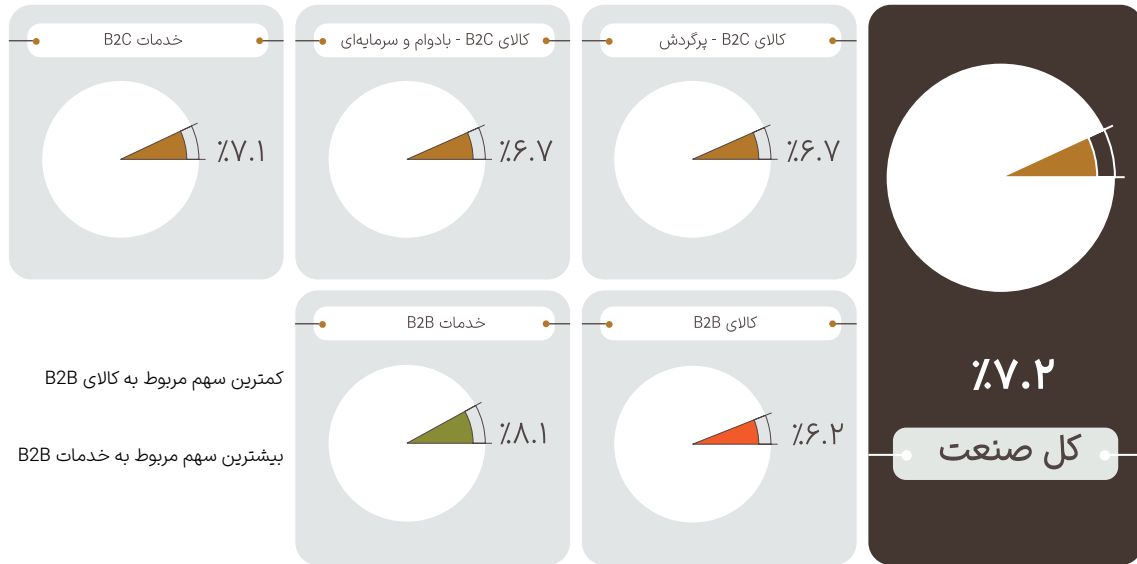 ٪۷.۲
کل صنعت
کالای B2C - پرگردش
٪۶.۷
کالای B2C - بادوام و سرمایه‌ای
٪۶.۷
خدمات B2C
٪۷.۱
کالای B2B
٪۶.۲
خدمات B2B
٪۸.۱
کمترین سهم مربوط به کالای B2B
بیشترین سهم مربوط به خدمات B2B